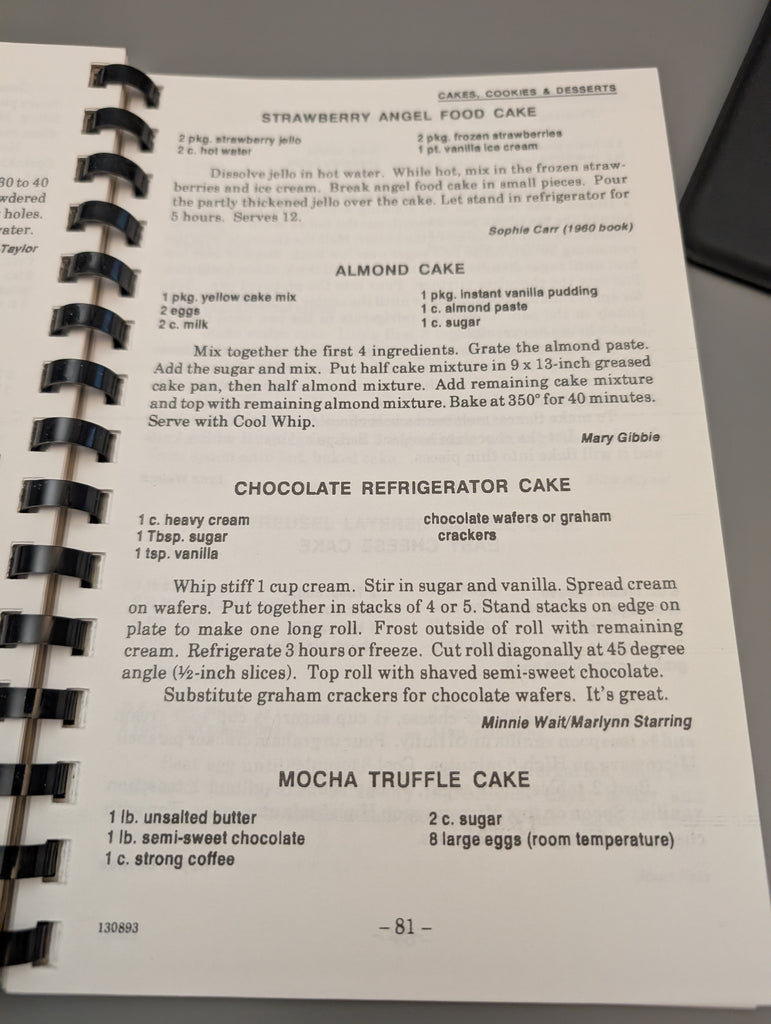 30 to 40
wdered
holes.
ater.
Taylor
CAKES, COOKIES & DESSERTS
STRAWBERRY ANGEL FOOD CAKE
2 pkg. strawberry jello
2 c. hot water
2 pkg. frozen strawberries
1 pt. vanilla ice cream
Dissolve jello in hot water. While hot, mix in the frozen straw-
berries and ice cream. Break angel food cake in small pieces. Pour
the partly thickened jello over the cake. Let stand in refrigerator for
5 hours. Serves 12.
Sophie Carr (1960 book)
ALMOND CAKE
1 pkg. yellow cake mix
2 eggs
2 c. milk
1 pkg. instant vanilla pudding
1 c. almond paste
1 c. sugar
Mix together the first 4 ingredients. Grate the almond paste.
Add the sugar and mix. Put half cake mixture in 9 x 13-inch greased
cake pan, then half almond mixture. Add remaining cake mixture
and top with remaining almond mixture. Bake at 350° for 40 minutes.
Serve with Cool Whip.
Mary Gibbie
CHOCOLATE REFRIGERATOR CAKE
1 c. heavy cream
1 Tbsp. sugar
1 tsp. vanilla
chocolate wafers or graham
crackers
Whip stiff 1 cup cream. Stir in sugar and vanilla. Spread cream
on wafers. Put together in stacks of 4 or 5. Stand stacks on edge on
plate to make one long roll. Frost outside of roll with remaining
cream. Refrigerate 3 hours or freeze. Cut roll diagonally at 45 degree
angle (½-inch slices). Top roll with shaved semi-sweet chocolate.
Substitute graham crackers for chocolate wafers. It's great.
Minnie Wait/Marlynn Starring
MOCHA TRUFFLE CAKE
1 lb. unsalted butter
1 lb. semi-sweet chocolate
1 c. strong coffee
2 c. sugar
8 large eggs (room temperature)
130893
– 81 –